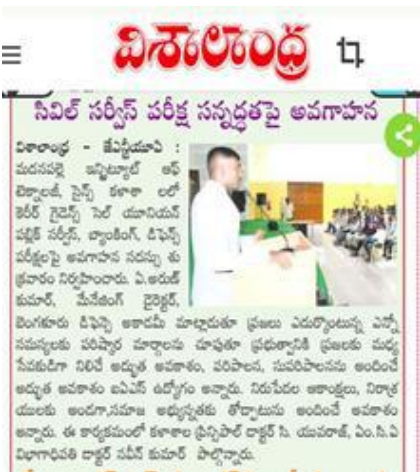 విశాలాంధ్ర
సివిల్ సర్వీస్ పరీక్ష సన్నద్ధతపై అవగాహన
విశాలాంధ్ర - జేఎన్టీయూఏ :
మదనపల్లె ఇన్స్టిట్యూట్ ఆఫ్
టెక్నాలజీ, సైన్స్ కళాశా లలో
కెరీర్ గైడెన్స్ సెల్ యూనియన్
పబ్లిక్ సర్వీస్, బ్యాంకింగ్, డిఫెన్స్
పరీక్షలపై అవగాహన సదస్సు శు
క్రవారం నిర్వహించారు. ఏ.అరుణ్
కుమార్, మేనేజింగ్ డైరెక్టర్,
బెంగళూరు డిఫెన్స్ అకాడమీ మాట్లాడుతూ ప్రజలు ఎదుర్కొంటున్న ఎన్నో
సమస్యలకు పరిష్కార మార్గాలను చూపుతూ ప్రభుత్వానికి ప్రజలకు మధ్య
సేవకుడిగా నిలిచే అద్భుత అవకాశం, పరిపాలన, సుపరిపాలనను అందించే
అద్భుత అవకాశం ఐఏఎస్ ఉద్యోగం అన్నారు. నిరుపేదల ఆకాంక్షలు, నిరాశ్ర
యులకు అండగా,సమాజ అభ్యున్నతకు తోడ్పాటును అందించే అవకాశం
అన్నారు. ఈ కార్యక్రమంలో కళాశాల ప్రిన్సిపాల్ డాక్టర్ సి. యువరాజ్, ఎం.సి.ఏ
విభాగాధిపతి డాక్టర్ నవీన్ కుమార్ పాల్గొన్నారు.